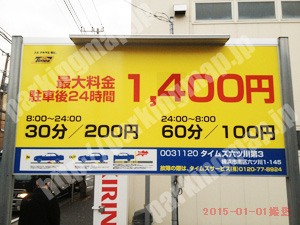 Times
最大料金
駐車後24時間
1,400円
8:00～24:00
30分／200円
24:00～8:00
60分／100円
0031120 タイムズ六ツ川第3
横浜市南区六ツ川1-145
故障の際は、タイムズサービス(株) 0120-77-8924
KIRIN
2015-01-01撮影